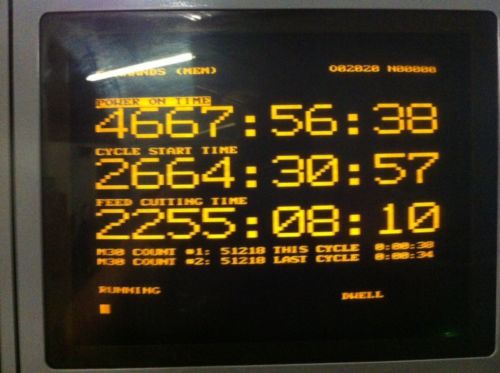 (MEM) O02020 N00000
POWER ON TIME
4667:56:38
CYCLE START TIME
2664:30:57
FEED CUTTING TIME
2255:08:10
M30 COUNT #1: 51218 THIS CYCLE 0:00:30
M30 COUNT #2: 51218 LAST CYCLE 0:00:34
RUNNING DWELL